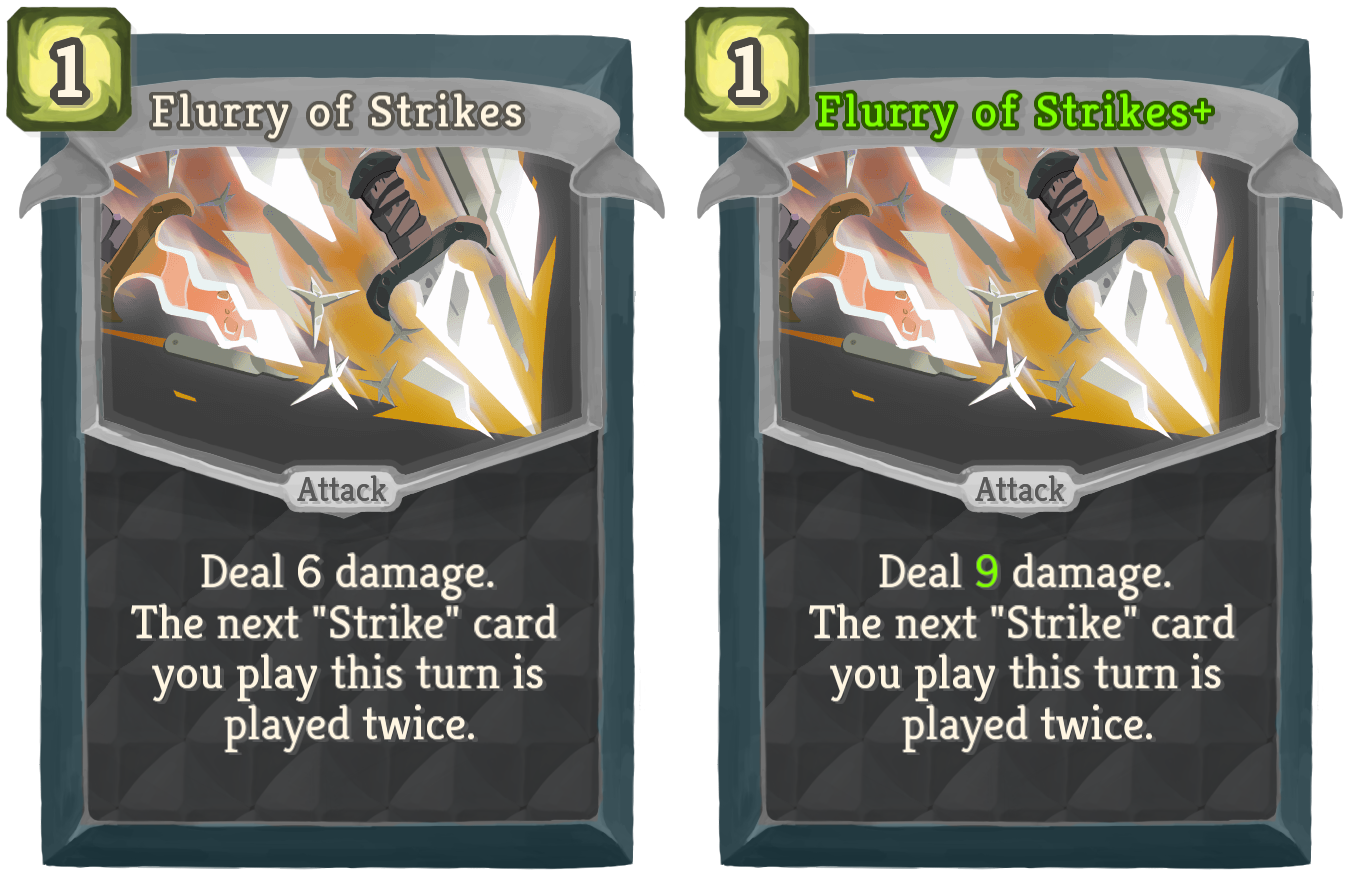 1
Flurry of Strikes
Attack
Deal 6 damage.
The next "Strike" card
you play this turn is
played twice.
1
Flurry of Strikes+
Attack
Deal 9 damage.
The next "Strike" card
you play this turn is
played twice.